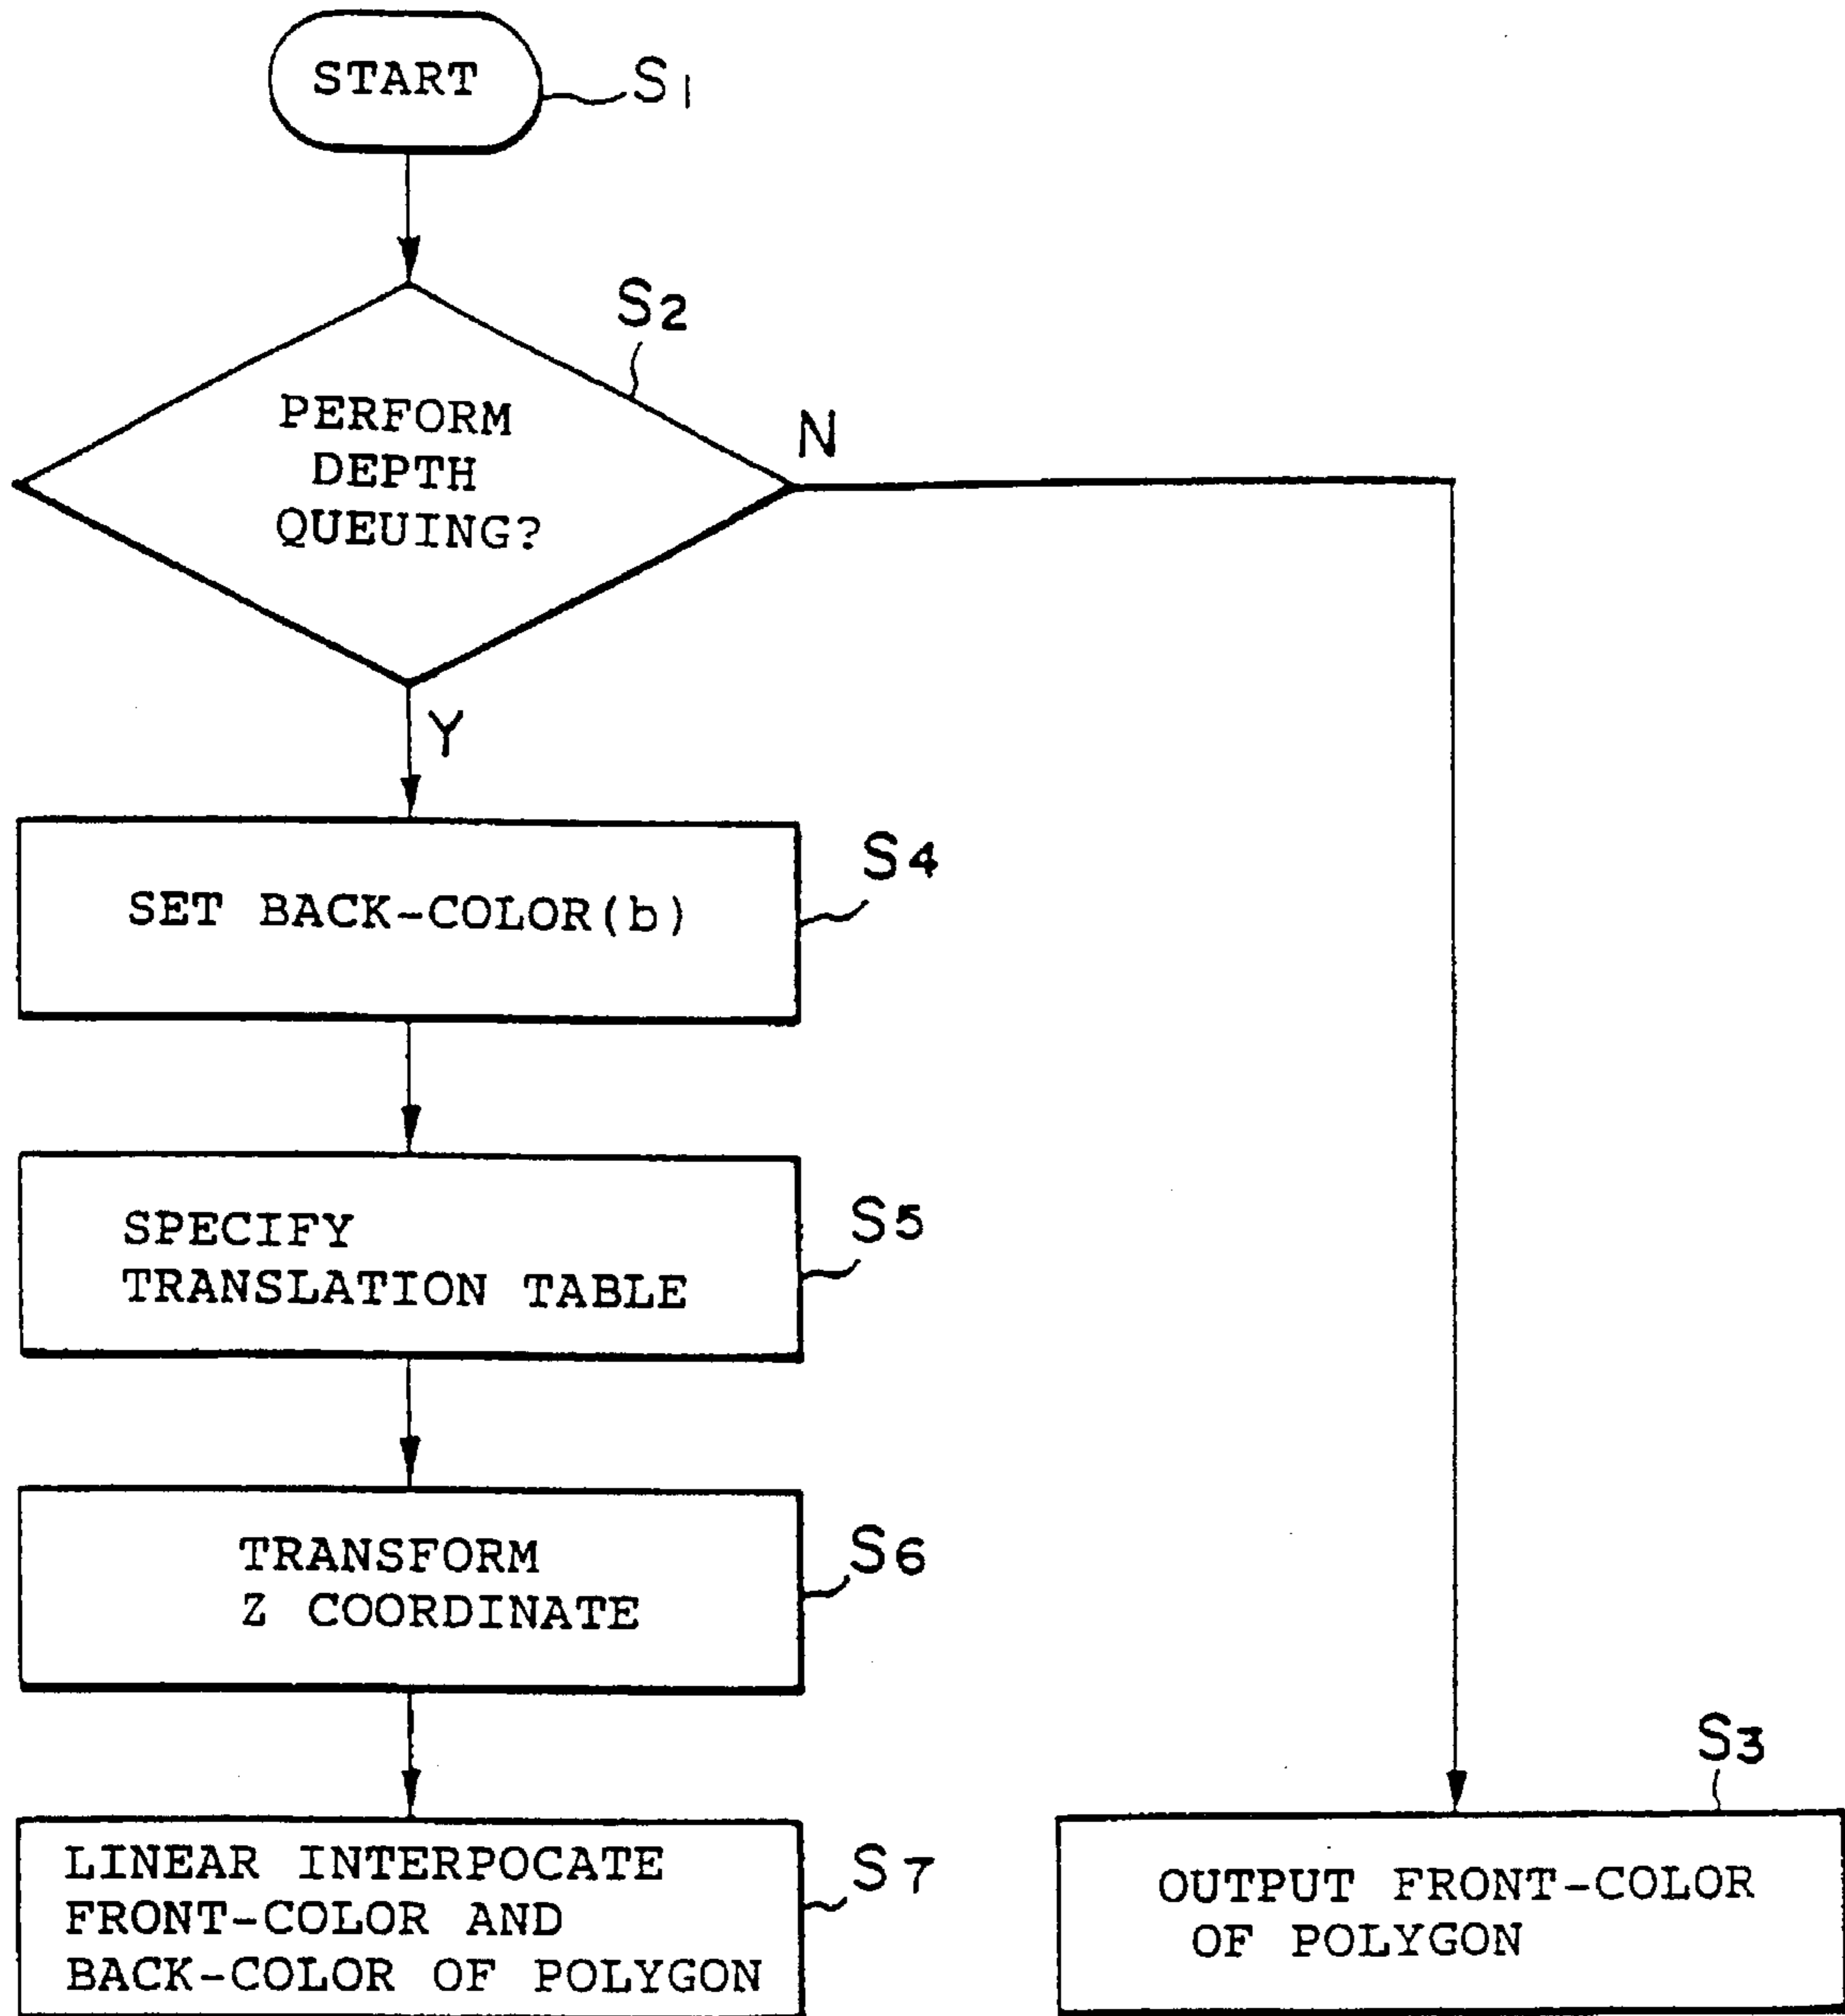 START
S1
S2
PERFORM
DEPTH
QUEUING?
N
Y
SET BACK-COLOR(b)
S4
SPECIFY
TRANSLATION TABLE
S5
TRANSFORM
Z COORDINATE
S6
LINEAR INTERPOCATE
FRONT-COLOR AND
BACK-COLOR OF POLYGON
S7
S3
OUTPUT FRONT-COLOR
OF POLYGON